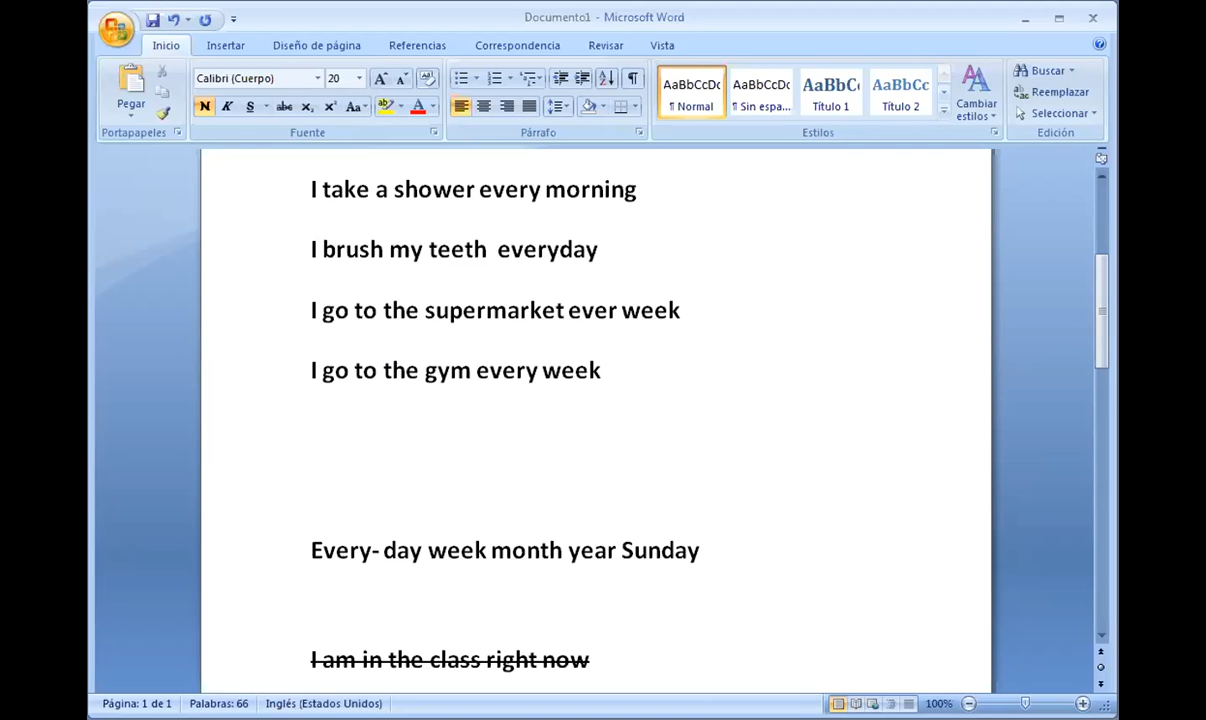 Documento1 - Microsoft Word
Inicio Insertar Diseño de página Referencias Correspondencia Revisar Vista
Pegar
Portapapeles
Calibri (Cuerpo) 20
N K S abc x₂ x² Aa A
Fuente
Párrafo
AaBbCcDc AaBbCcDc AaBbC AaBbCc
¶ Normal ¶ Sin espa... Título 1 Título 2
Cambiar estilos
Estilos
Buscar
Reemplazar
Seleccionar
Edición
I take a shower every morning
I brush my teeth everyday
I go to the supermarket ever week
I go to the gym every week
Every- day week month year Sunday
I am in the class right now
Página: 1 de 1 Palabras: 66 Inglés (Estados Unidos) 100%